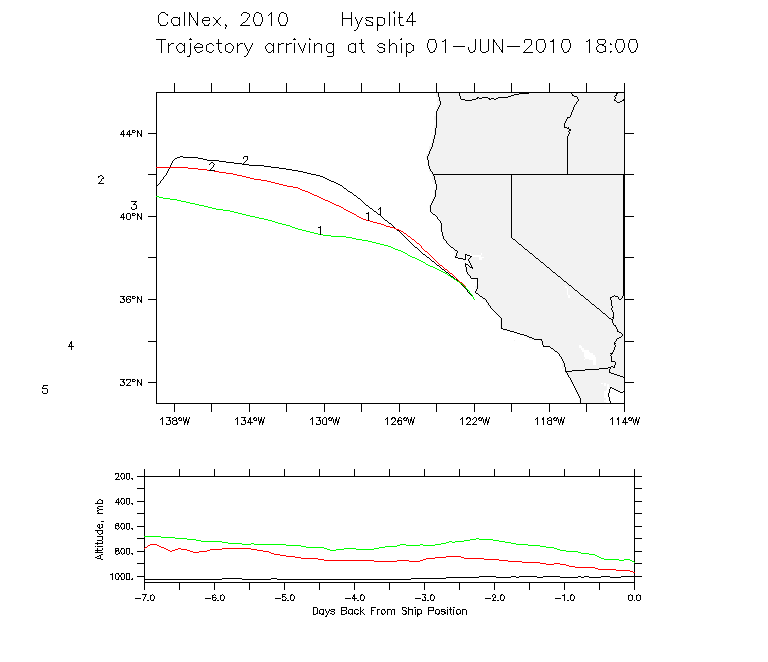 CalNex, 2010 Hysplit4
Trajectory arriving at ship 01-JUN-2010 18:00
44°N
2 2
2
3
1 1
40°N
1
36°N
4
32°N
5
138°W 134°W 130°W 126°W 122°W 118°W 114°W
200.
400.
600.
800.
1000.
Altitude, mb
-7.0 -6.0 -5.0 -4.0 -3.0 -2.0 -1.0 0.0
Days Back From Ship Position